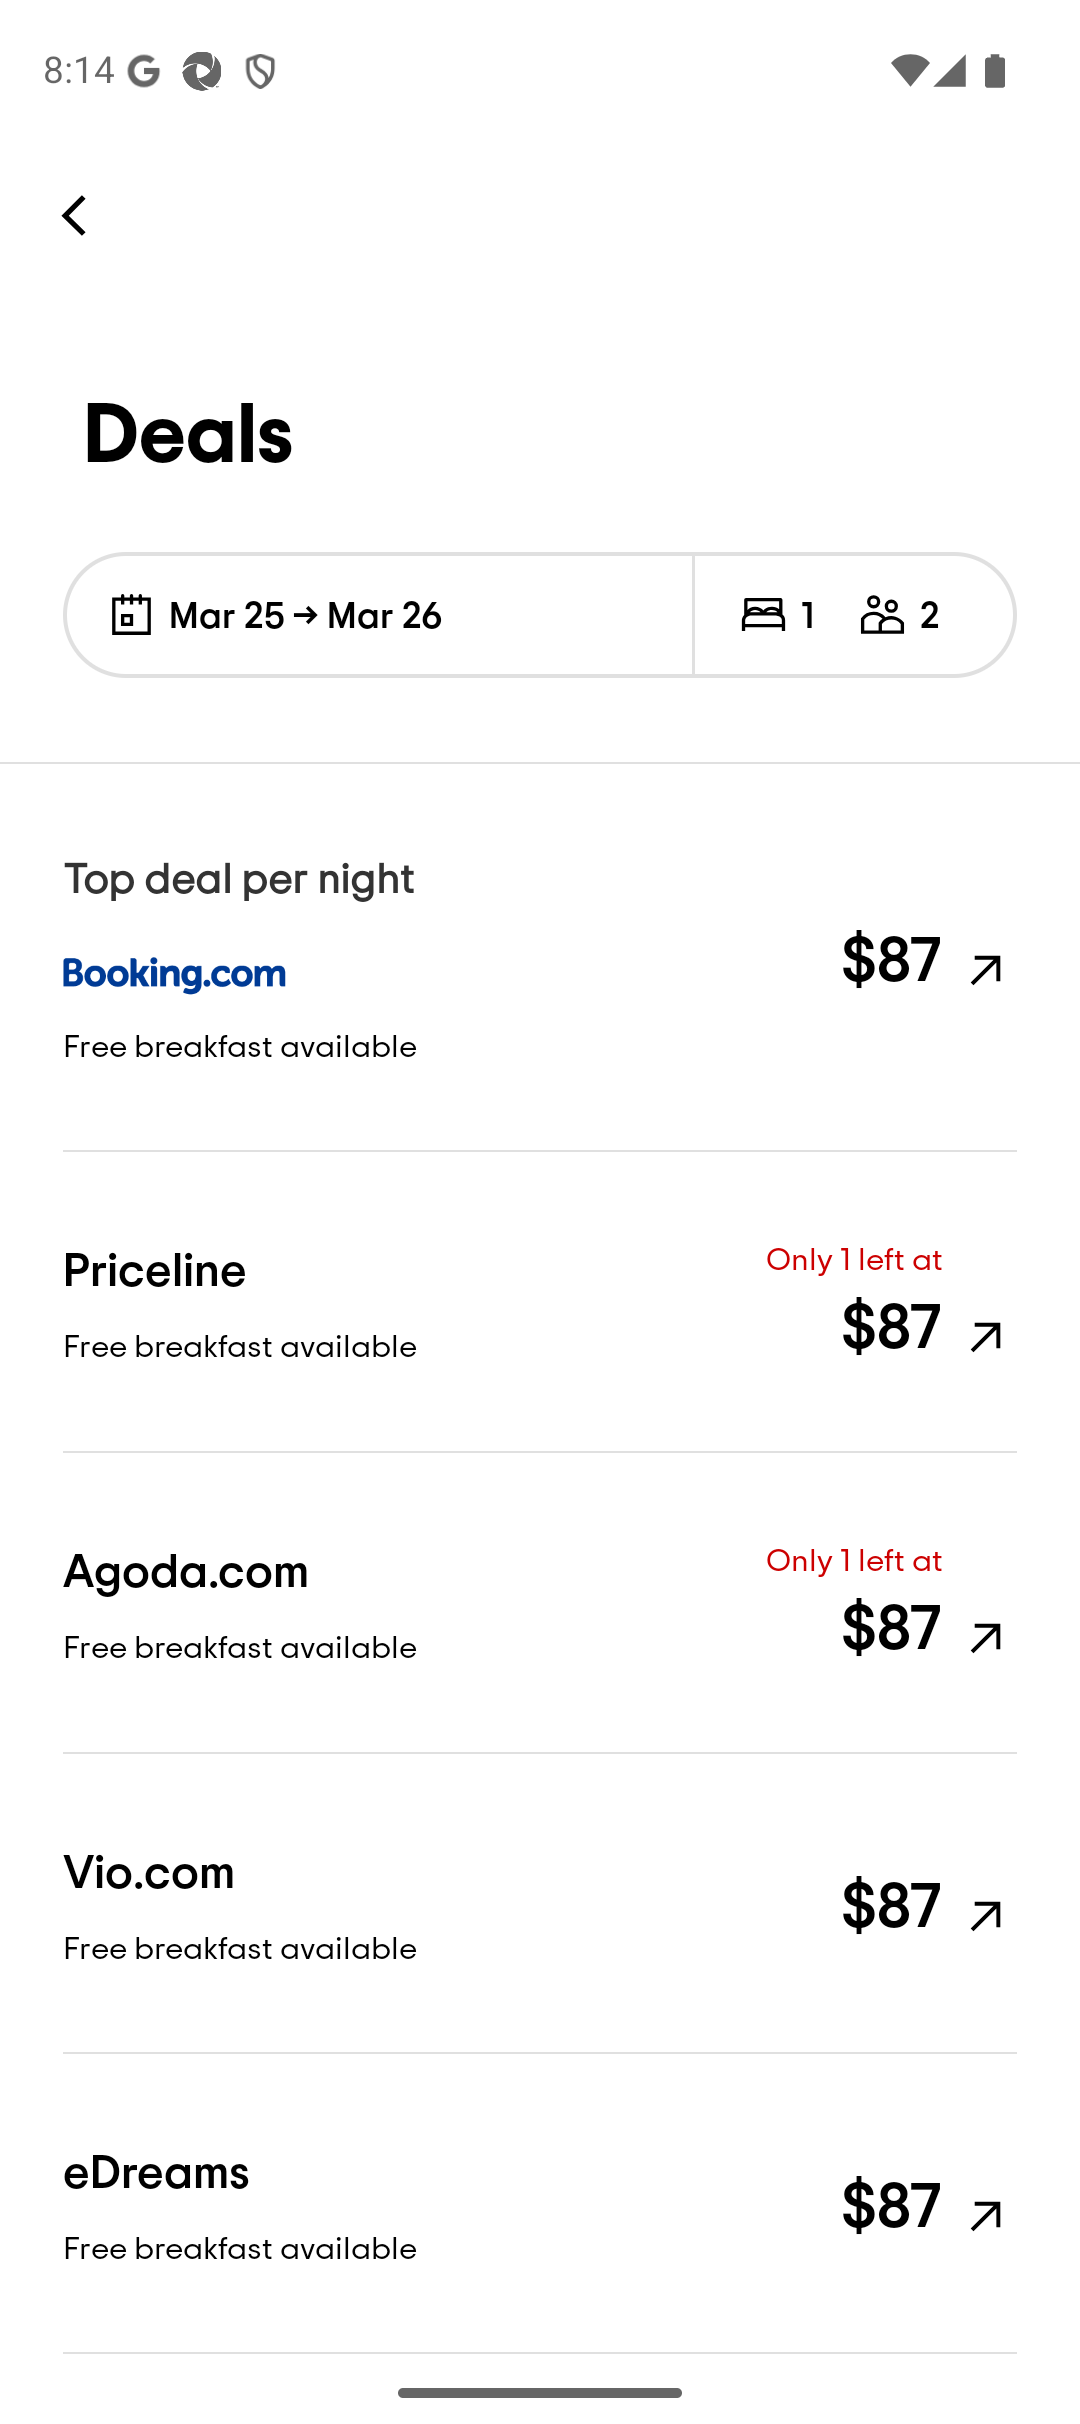 8:14
Deals
Mar 25 → Mar 26
1 2
Top deal per night
Booking.com
$87
Free breakfast available
Priceline
Only 1 left at
$87
Free breakfast available
Agoda.com
Only 1 left at
$87
Free breakfast available
Vio.com
$87
Free breakfast available
eDreams
$87
Free breakfast available